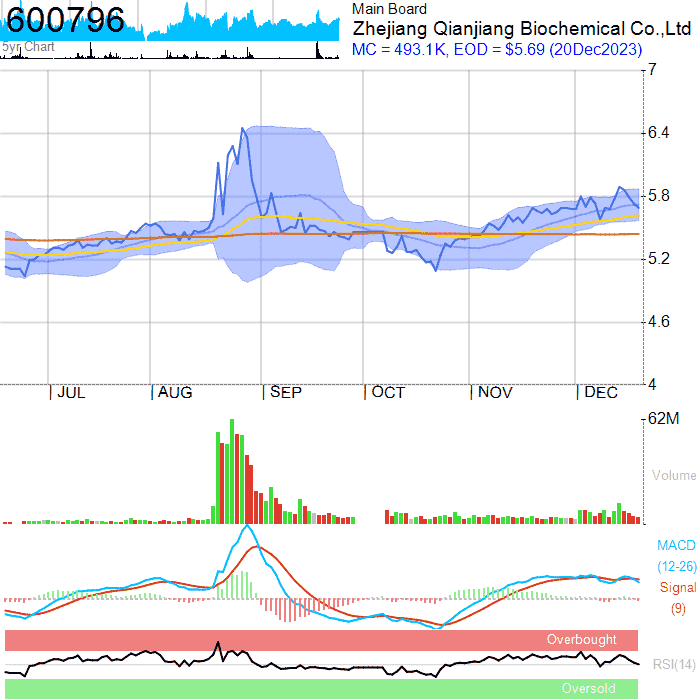 600796
Main Board
Zhejiang Qianjiang Biochemical Co.,Ltd
5yr Chart
MC = 493.1K, EOD = $5.69 (20Dec2023)
7
6.4
5.8
5.2
4.6
4
JUL
AUG
SEP
OCT
NOV
DEC
62M
Volume
MACD
(12-26)
Signal
(9)
Overbought
RSI(14)
Oversold